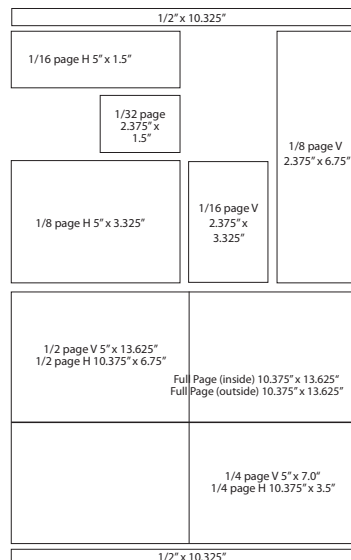 1/2” x 10.325”
1/16 page H 5” x 1.5”
1/32 page
2.375” x
1.5”
1/8 page V
2.375” x 6.75”
1/8 page H 5” x 3.325”
1/16 page V
2.375” x
3.325”
1/2 page V 5” x 13.625”
1/2 page H 10.375” x 6.75”
Full Page (inside) 10.375” x 13.625”
Full Page (outside) 10.375” x 13.625”
1/4 page V 5” x 7.0”
1/4 page H 10.375” x 3.5”
1/2” x 10.325”